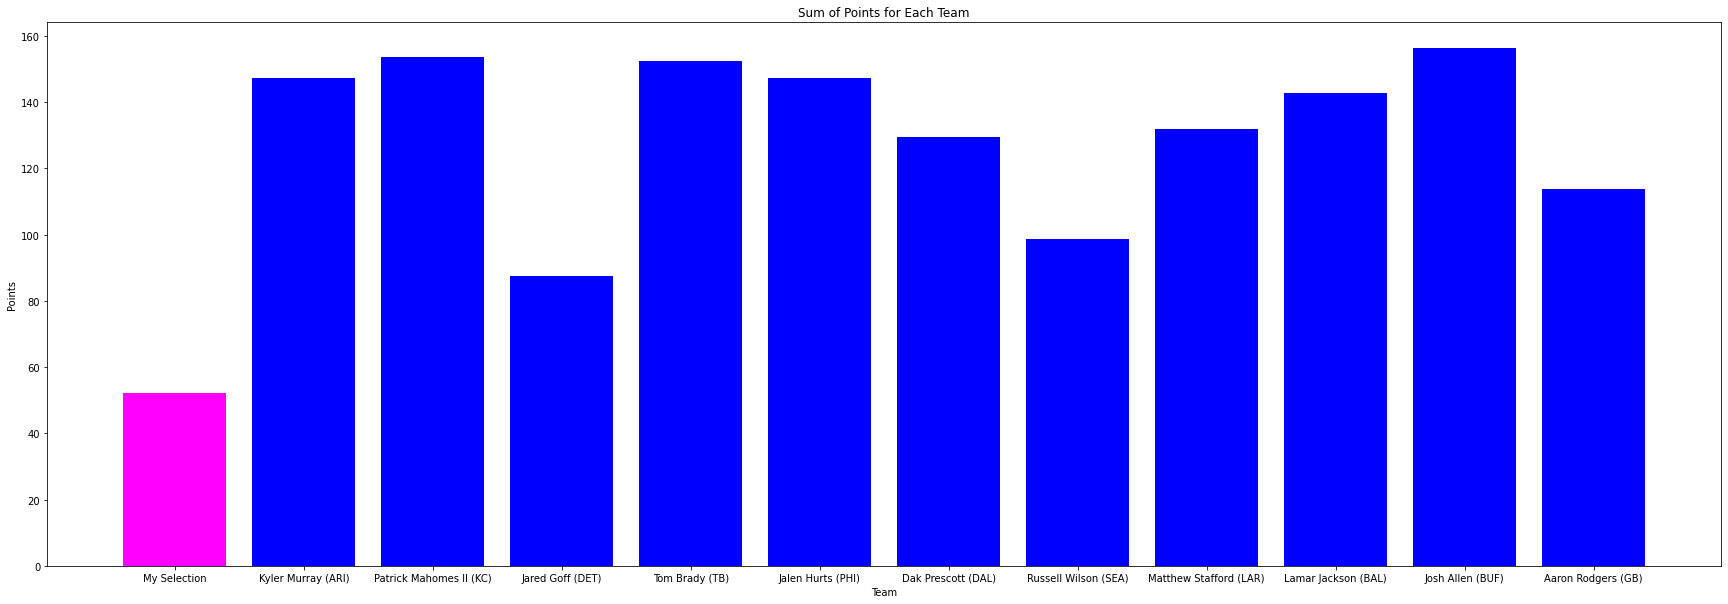 Sum of Points for Each Team
160
140
120
100
80
60
40
20
0
Points
My Selection Kyler Murray (ARI) Patrick Mahomes II (KC) Jared Goff (DET) Tom Brady (TB) Jalen Hurts (PHI) Dak Prescott (DAL) Russell Wilson (SEA) Matthew Stafford (LAR) Lamar Jackson (BAL) Josh Allen (BUF) Aaron Rodgers (GB)
Team